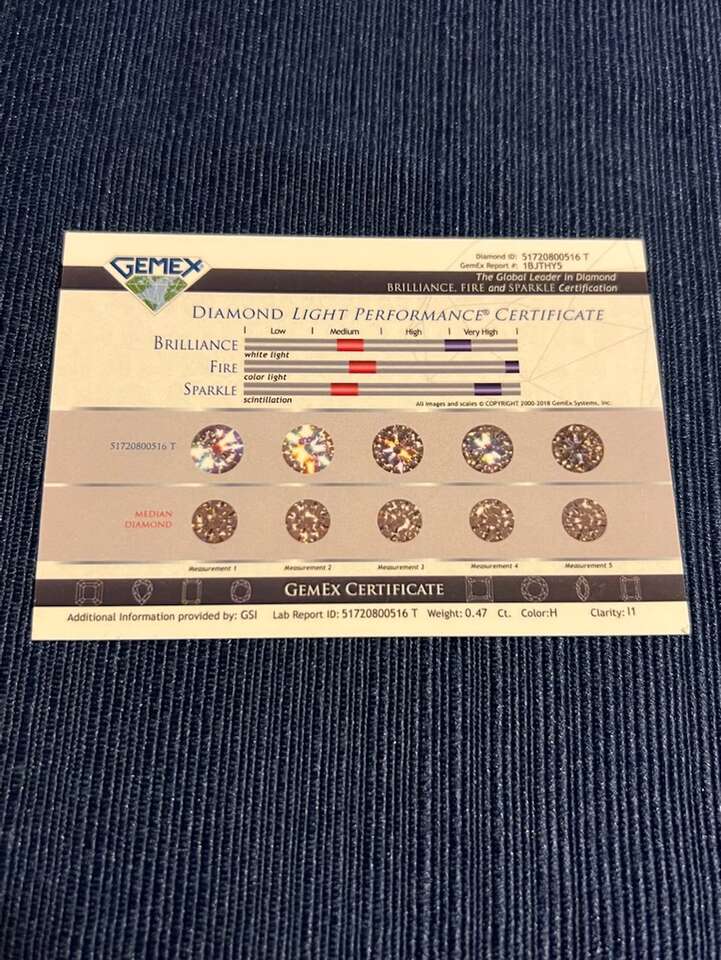 GEMEX®
Diamond ID: 51720800516 T
GemEx Report #: 1BJTHY5
The Global Leader in Diamond
BRILLIANCE, FIRE and SPARKLE Certification
DIAMOND LIGHT PERFORMANCE® CERTIFICATE
Low Medium High Very High
BRILLIANCE
white light
FIRE
color light
SPARKLE
scintillation
All images and scales © COPYRIGHT 2000-2018 GemEx Systems, Inc.
51720800516 T
MEDIAN
DIAMOND
Measurement 1 Measurement 2 Measurement 3 Measurement 4 Measurement 5
GEMEX CERTIFICATE
Additional Information provided by: GSI Lab Report ID: 51720800516 T Weight: 0.47 Ct. Color:H Clarity: I1